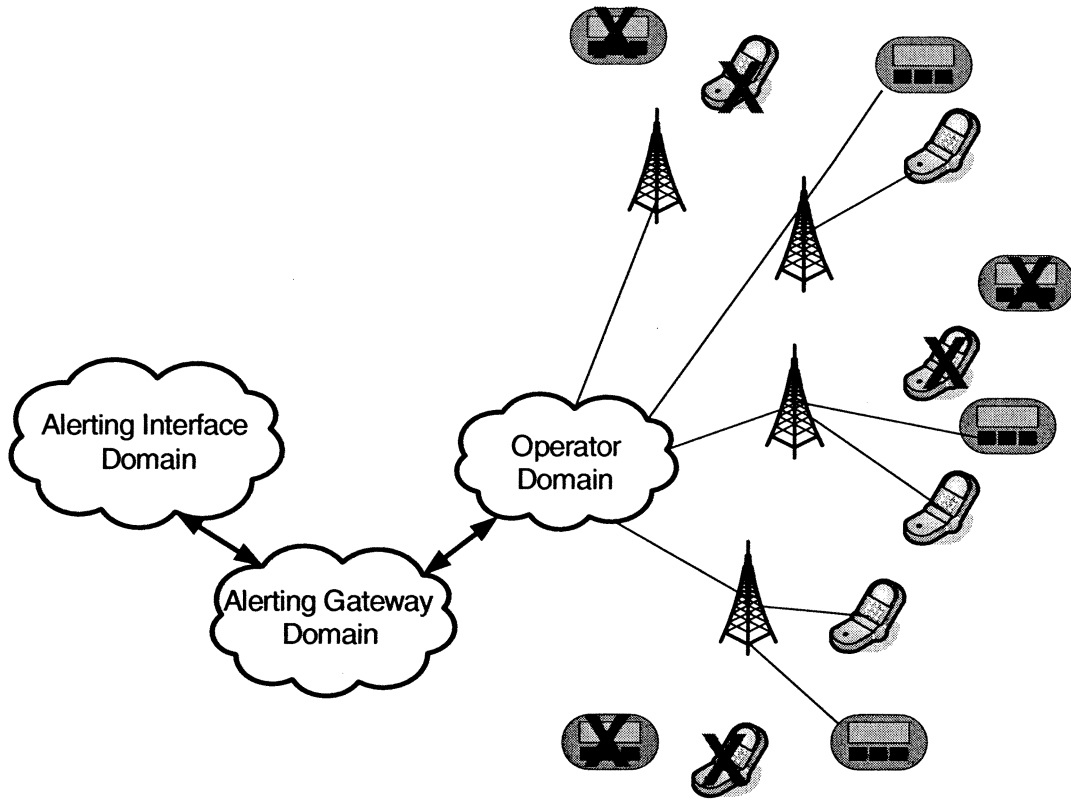 Alerting Interface
Domain
Operator
Domain
Alerting Gateway
Domain